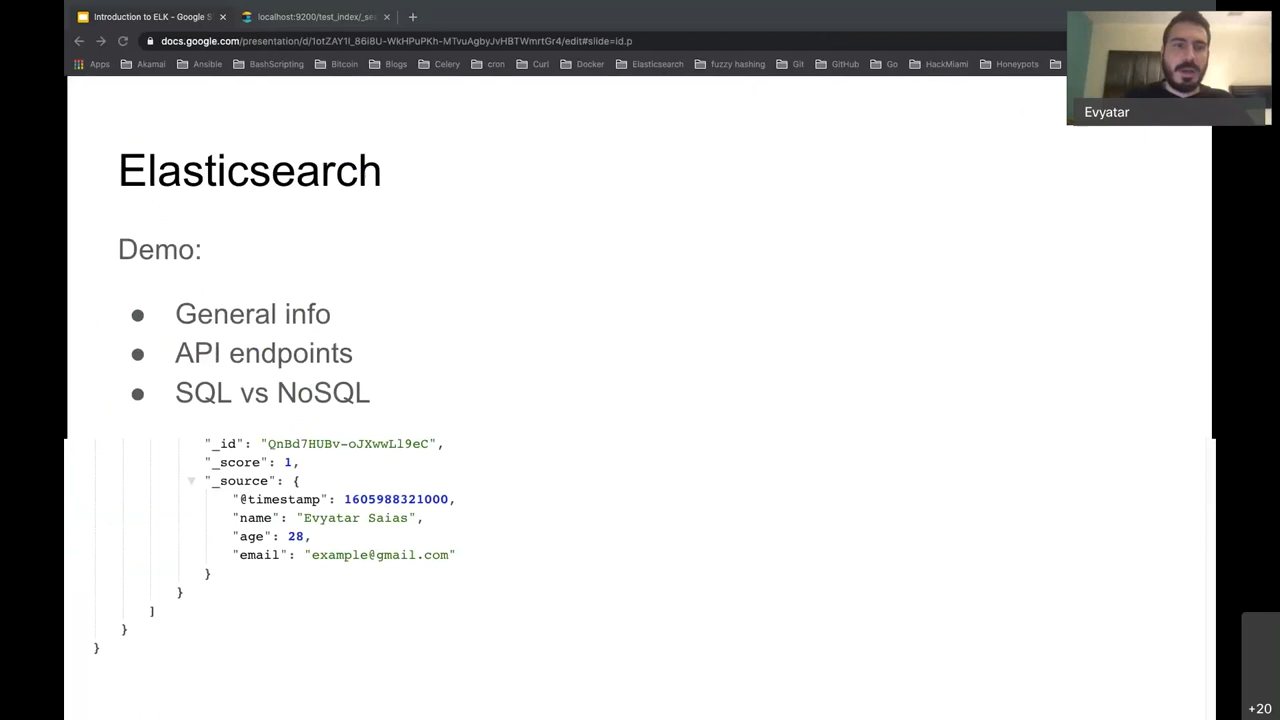 Introduction to ELK - Google S
localhost:9200/test_index/_se
docs.google.com/presentation/d/1otZAY1l_86i8U-WkHPuPKh-MTvuAgbyJvHBTWmrtGr4/edit#slide=id.p
Apps Akamai Ansible BashScripting Bitcoin Blogs Celery cron Curl Docker Elasticsearch fuzzy hashing Git GitHub Go HackMiami Honeypots
Evyatar
Elasticsearch
Demo:
● General info
● API endpoints
● SQL vs NoSQL
"_id": "QnBd7HUBv-oJXwwLl9eC",
"_score": 1,
"_source": {
"@timestamp": 1605988321000,
"name": "Evyatar Saias",
"age": 28,
"email": "example@gmail.com"
}
}
]
}
}
+20